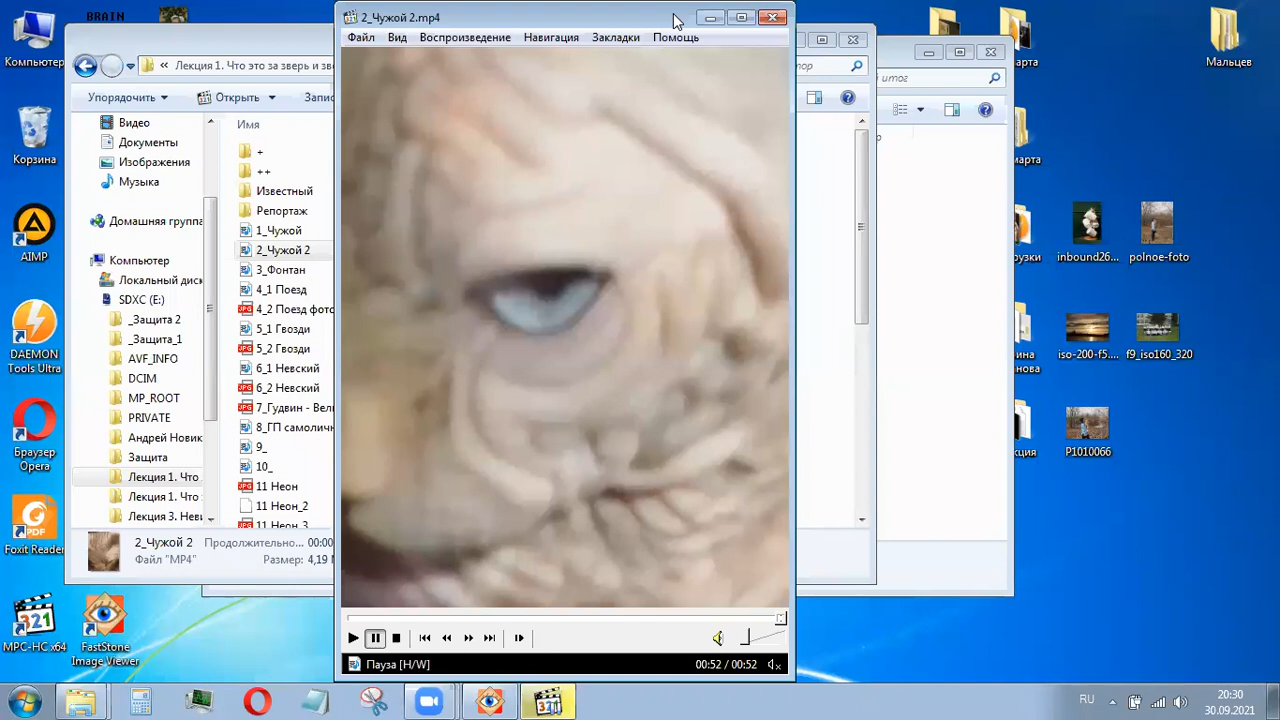 BRAIN
Компьютер
Корзина
AIMP
DAEMON
Tools Ultra
Браузер
Opera
Foxit Reader
MPC-HC x64
FastStone
Image Viewer
Лекция 1. Что это за зверь и
Упорядочить
Открыть
Видео
Документы
Изображения
Музыка
Домашняя группа
Компьютер
Локальный диск
SDXC (E:)
_Защита 2
_Защита_1
AVF_INFO
DCIM
MP_ROOT
PRIVATE
Андрей Новик
Защита
Лекция 1. Что
Лекция 1. Что
Лекция 3. Неви
Имя
+
++
Известный
Репортаж
1_Чужой
2_Чужой 2
3_Фонтан
4_1 Поезд
4_2 Поезд фото
5_1 Гвозди
5_2 Гвозди
6_1 Невский
6_2 Невский
7_Гудвин - Вели
8_ГП самолич
9_
10_
11 Неон
11 Неон_2
11 Неон_3
2_Чужой 2
Продолжительно... 00:00
Файл "MP4"
Размер: 4,19
2_Чужой 2.mp4
Файл Вид Воспроизведение Навигация Закладки Помощь
Пауза [H/W]
00:52 / 00:52
й итог
Мальцев
inbound26...
polnoe-foto
iso-200-f5....
f9_iso160_320
P1010066
RU
20:30
30.09.2021